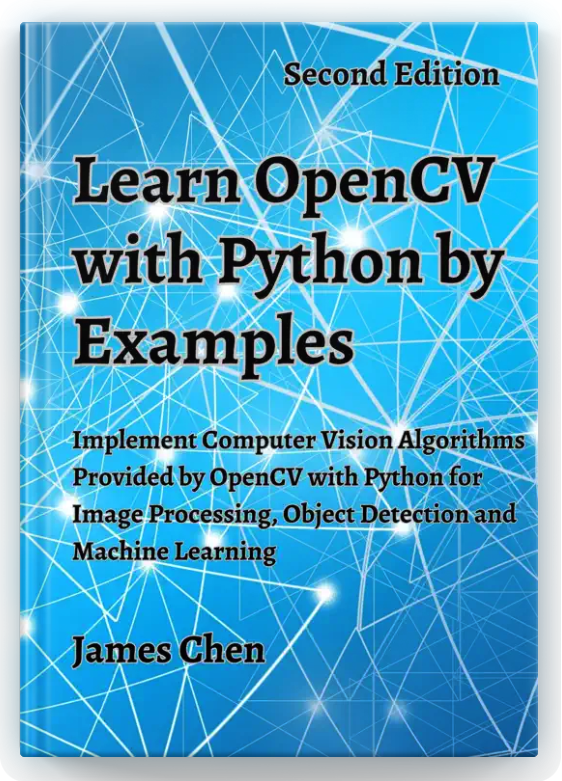 Second Edition
Learn OpenCV
with Python by
Examples
Implement Computer Vision Algorithms
Provided by OpenCV with Python for
Image Processing, Object Detection and
Machine Learning
James Chen